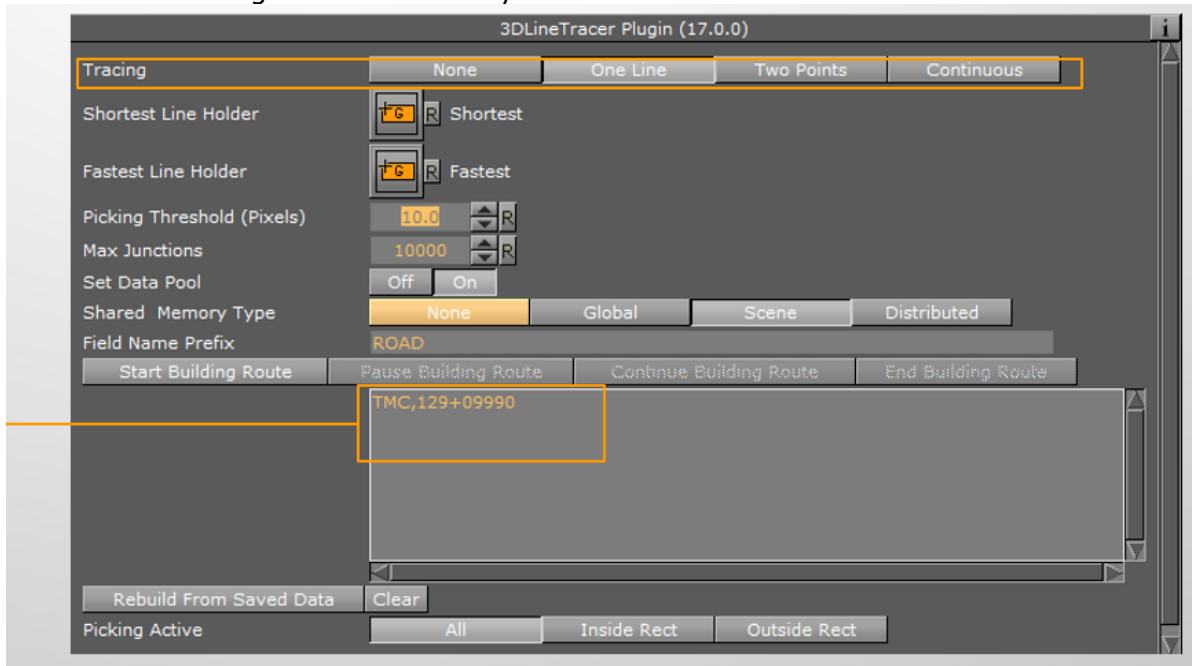 3DLineTracer Plugin (17.0.0) i
Tracing None One Line Two Points Continuous
Shortest Line Holder G R Shortest
Fastest Line Holder G R Fastest
Picking Threshold (Pixels) 10.0 R
Max Junctions 10000 R
Set Data Pool Off On
Shared Memory Type None Global Scene Distributed
Field Name Prefix ROAD
Start Building Route Pause Building Route Continue Building Route End Building Route
TMC,129+09990
Rebuild From Saved Data Clear
Picking Active All Inside Rect Outside Rect